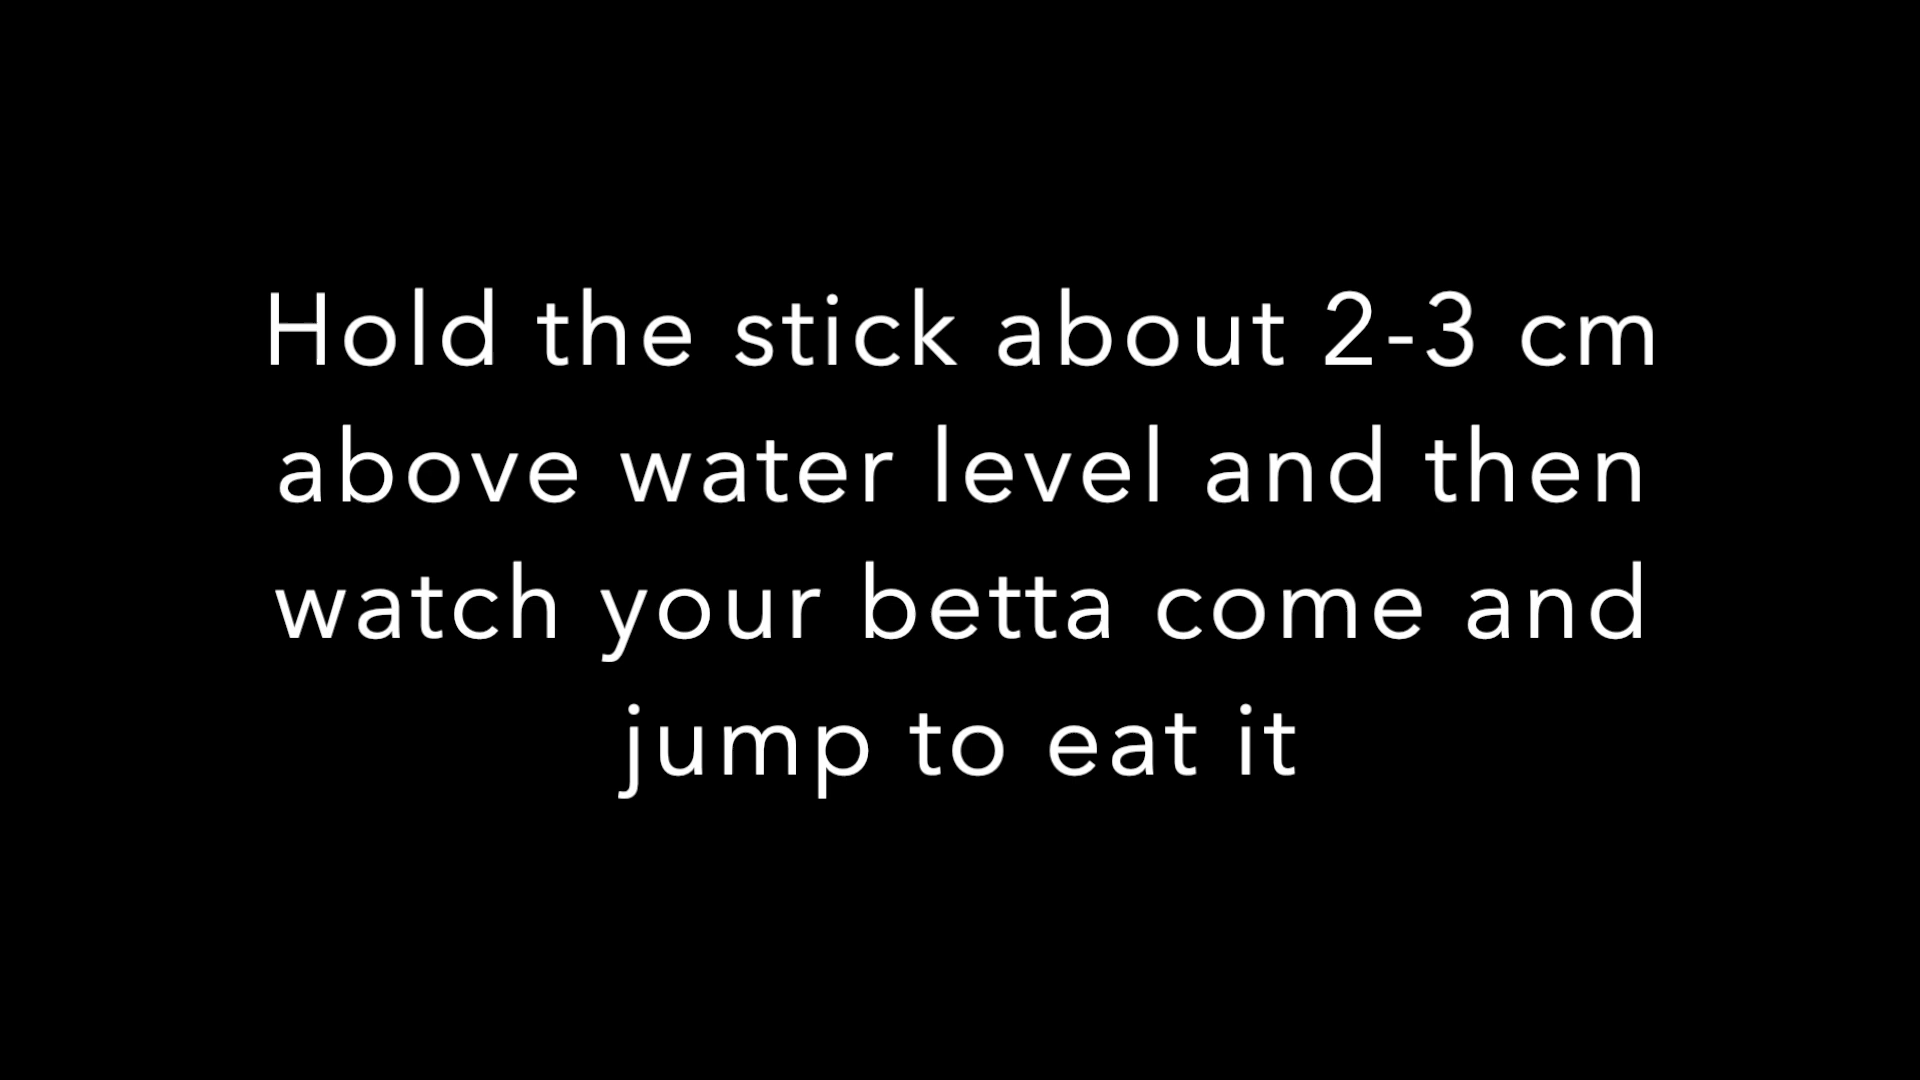 Hold the stick about 2-3 cm
above water level and then
watch your betta come and
jump to eat it